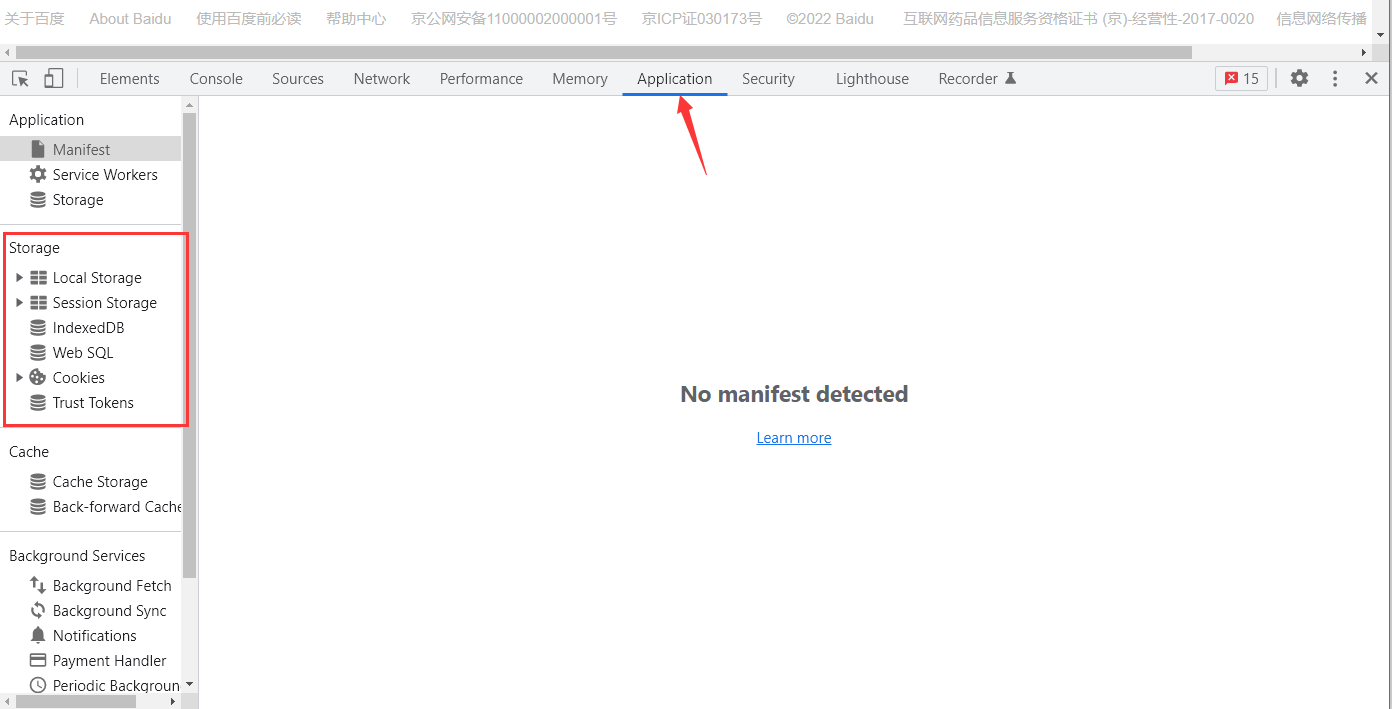 关于百度 About Baidu 使用百度前必读 帮助中心 京公网安备11000002000001号 京ICP证030173号 ©2022 Baidu 互联网药品信息服务资格证书 (京)-经营性-2017-0020 信息网络传播
Elements Console Sources Network Performance Memory Application Security Lighthouse Recorder 15
Application
Manifest
Service Workers
Storage
Storage
Local Storage
Session Storage
IndexedDB
Web SQL
Cookies
Trust Tokens
Cache
Cache Storage
Back-forward Cache
Background Services
Background Fetch
Background Sync
Notifications
Payment Handler
Periodic Backgroun
No manifest detected
Learn more